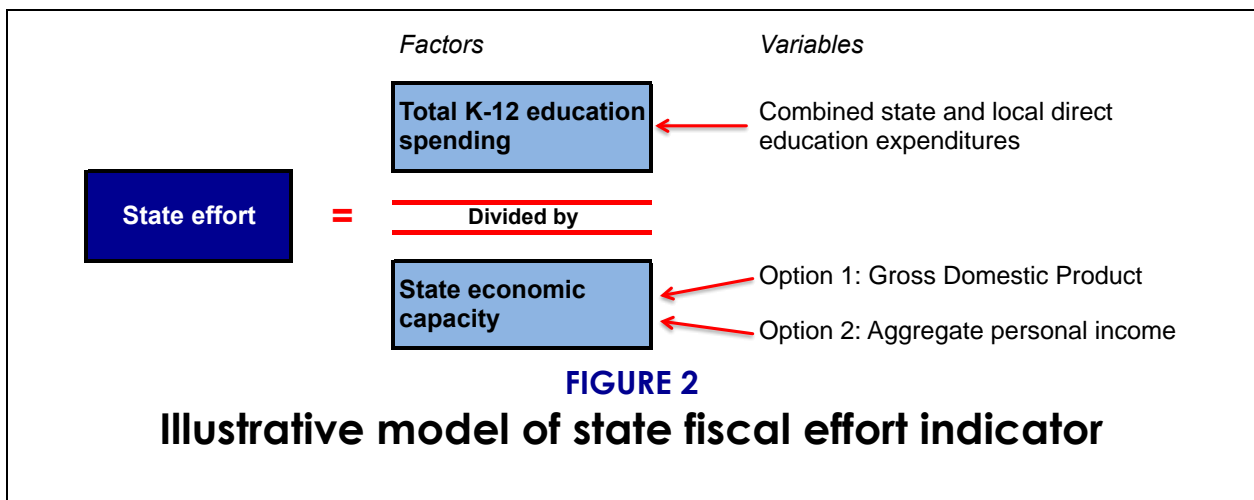 Factors
Variables
Total K-12 education
spending
Combined state and local direct
education expenditures
State effort
=
Divided by
State economic
capacity
Option 1: Gross Domestic Product
Option 2: Aggregate personal income
FIGURE 2
Illustrative model of state fiscal effort indicator